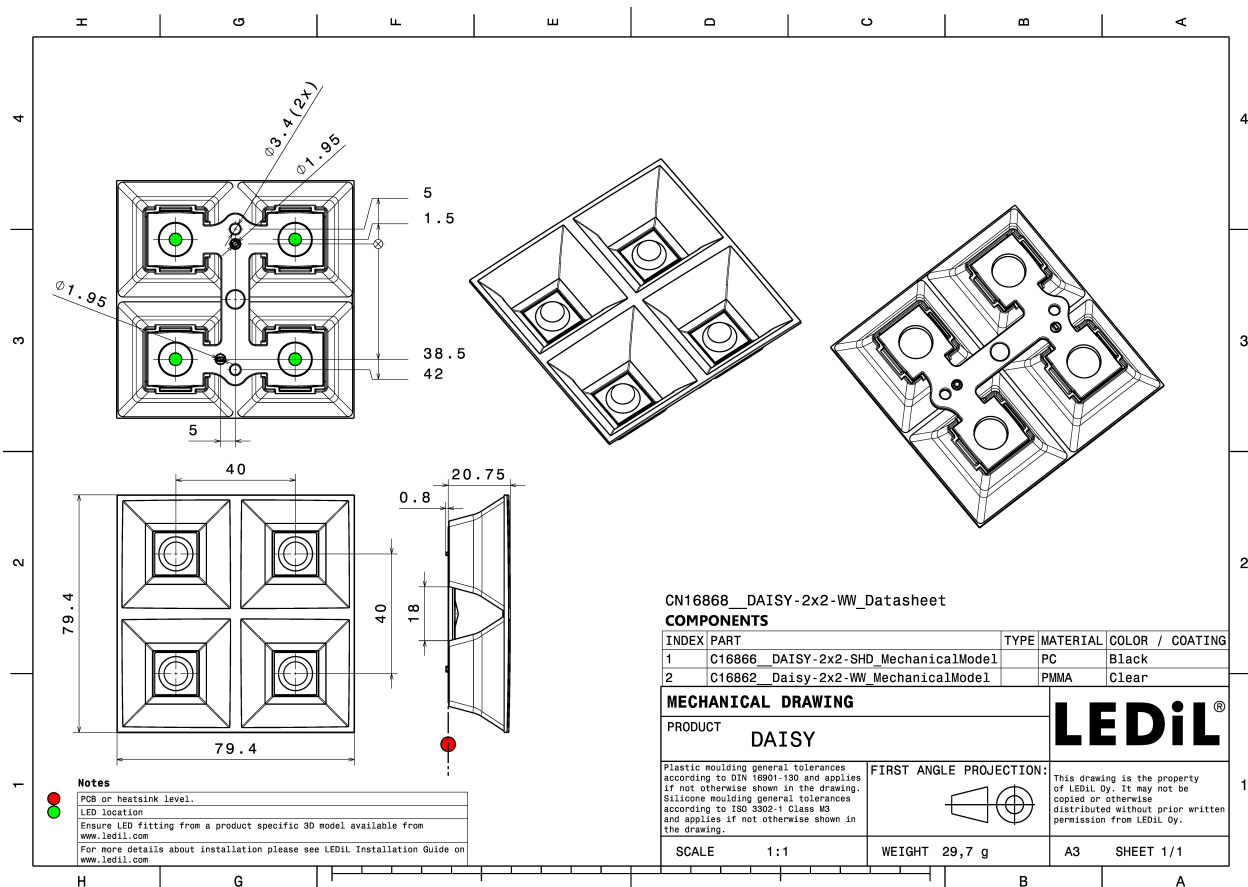 H G F E D C B A
4 4
3 3
2 2
1 1
⌀3.4(2x)
⌀1.95
5
1.5
⌀1.95
38.5
42
5
40
79.4
79.4
20.75
0.8
18
40
CN16868__DAISY-2x2-WW_Datasheet
COMPONENTS
INDEX PART TYPE MATERIAL COLOR / COATING
1 C16866__DAISY-2x2-SHD_MechanicalModel PC Black
2 C16862__Daisy-2x2-WW_MechanicalModel PMMA Clear
MECHANICAL DRAWING
PRODUCT
DAISY
LEDiL®
Plastic moulding general tolerances
according to DIN 16901-130 and applies
if not otherwise shown in the drawing.
Silicone moulding general tolerances
according to ISO 3302-1 Class M3
and applies if not otherwise shown in
the drawing.
FIRST ANGLE PROJECTION:
This drawing is the property
of LEDiL Oy. It may not be
copied or otherwise
distributed without prior written
permission from LEDiL Oy.
SCALE 1:1
WEIGHT 29,7 g
A3 SHEET 1/1
Notes
PCB or heatsink level.
LED location
Ensure LED fitting from a product specific 3D model available from
www.ledil.com
For more details about installation please see LEDiL Installation Guide on
www.ledil.com
H G B A